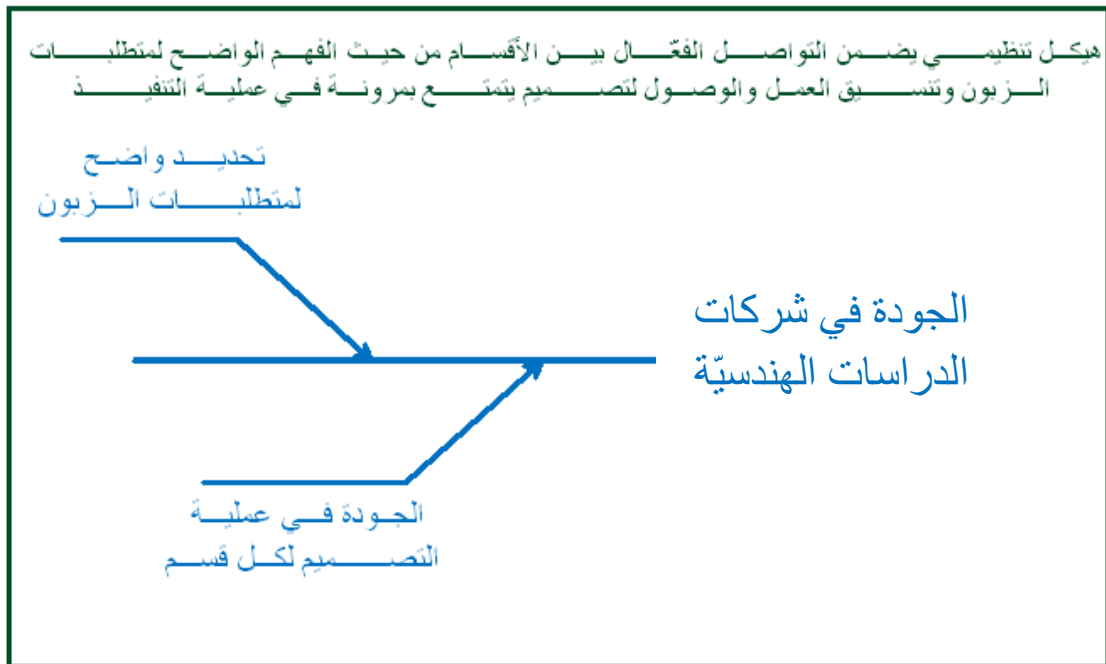 هيكل تنظيمي يضمن التواصل الفعّال بين الأقسام من حيث الفهم الواضح لمتطلبات
الزبون وتنسيق العمل والوصول لتصميم يتمتع بمرونة في عملية التنفيذ
تحديد واضح
لمتطلبات الزبون
الجودة في شركات
الدراسات الهندسيّة
الجودة في عملية
التصميم لكل قسم